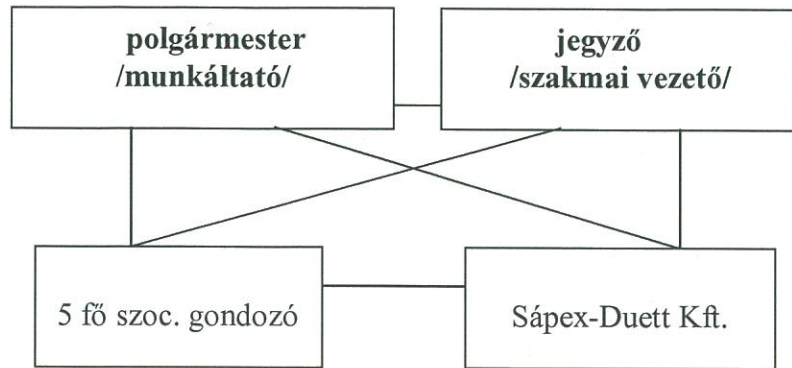 polgármester
/munkáltató/
jegyző
/szakmai vezető/
5 fő szoc. gondozó
Sápex-Duett Kft.